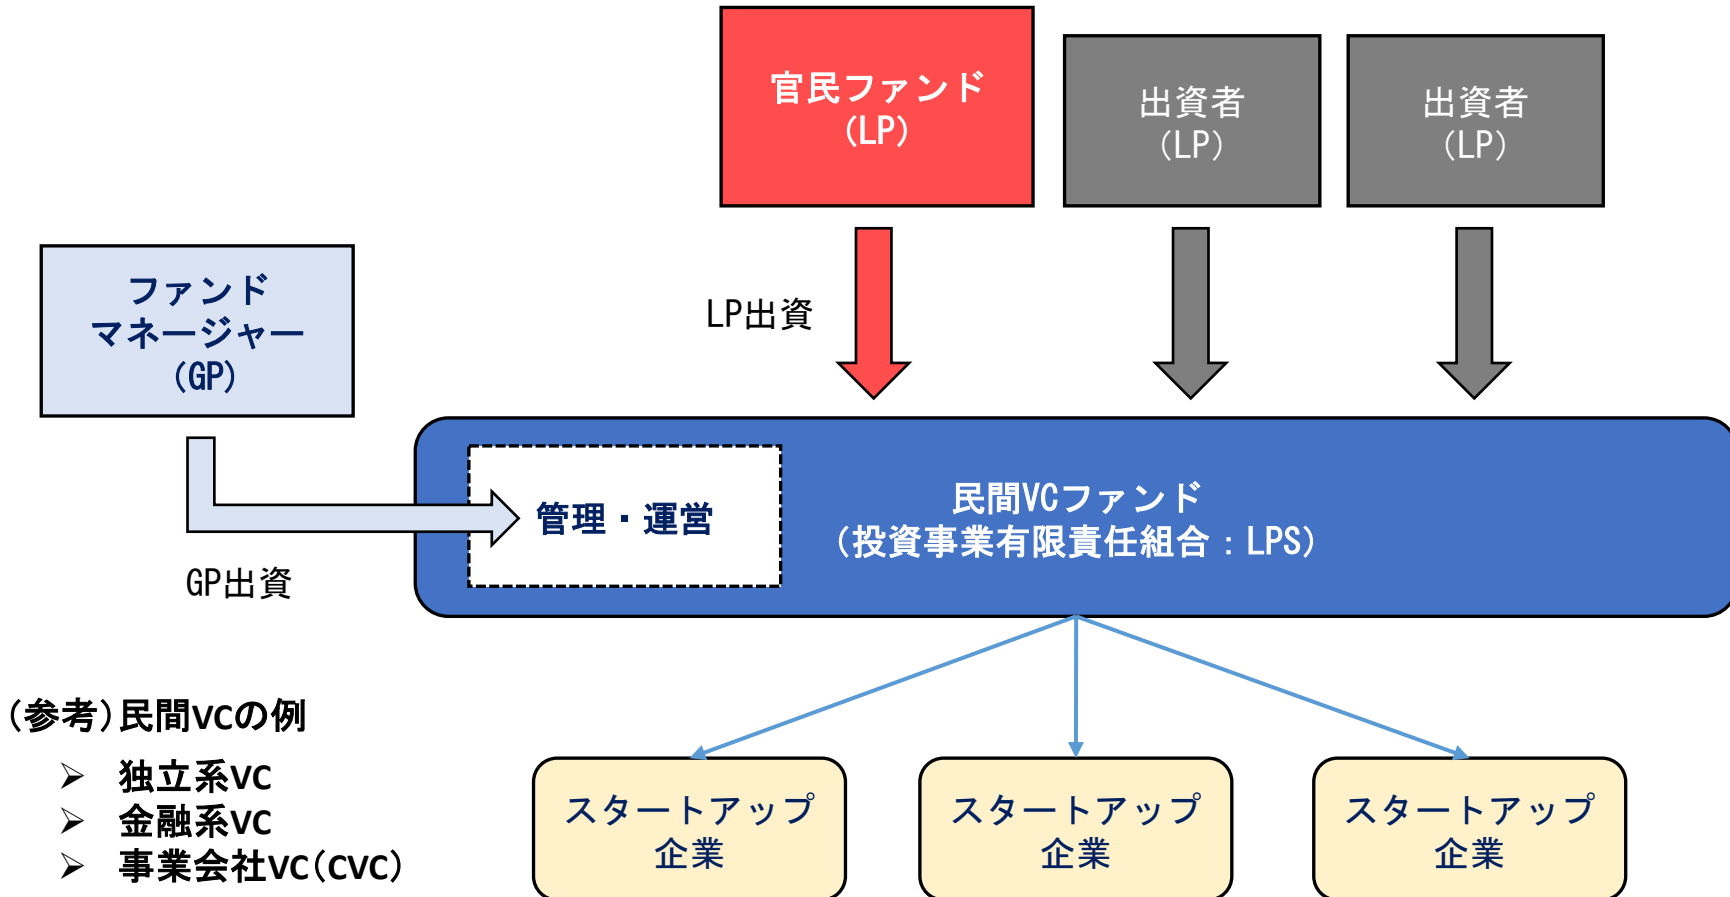 官民ファンド
(LP)
出資者
(LP)
出資者
(LP)
ファンド
マネージャー
(GP)
LP出資
管理・運営
民間VCファンド
(投資事業有限責任組合：LPS)
GP出資
(参考)民間VCの例
➢ 独立系VC
➢ 金融系VC
➢ 事業会社VC(CVC)
スタートアップ
企業
スタートアップ
企業
スタートアップ
企業